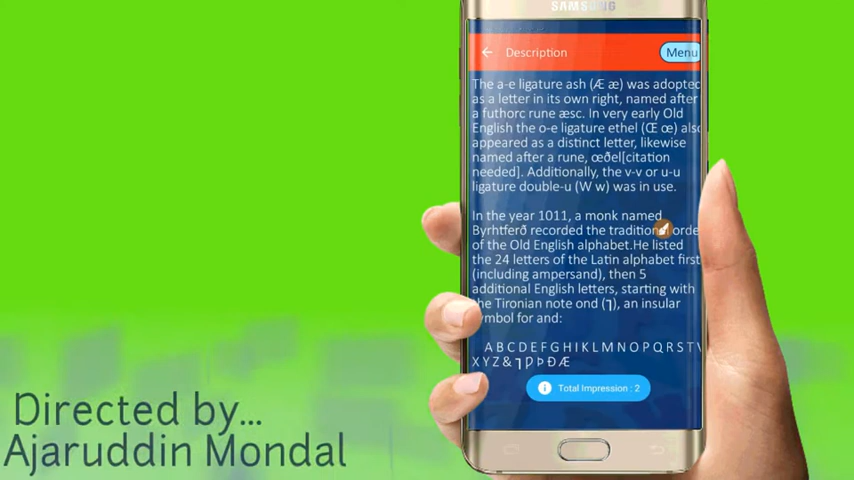 SAMSUNG
Description
Menu
The a-e ligature ash (Æ æ) was adopted
as a letter in its own right, named after
a futhorc rune æsc. In very early Old
English the o-e ligature ethel (Œ œ) also
appeared as a distinct letter, likewise
named after a rune, œðel[citation
needed]. Additionally, the v-v or u-u
ligature double-u (W w) was in use.
In the year 1011, a monk named
Byrhtferð recorded the traditional orde
of the Old English alphabet.He listed
the 24 letters of the Latin alphabet first
(including ampersand), then 5
additional English letters, starting with
the Tironian note ond (⁊), an insular
symbol for and:
A B C D E F G H I K L M N O P Q R S T V
X Y Z & ⁊ Ƿ Þ Ð Æ
Total Impression : 2
Directed by...
Ajaruddin Mondal